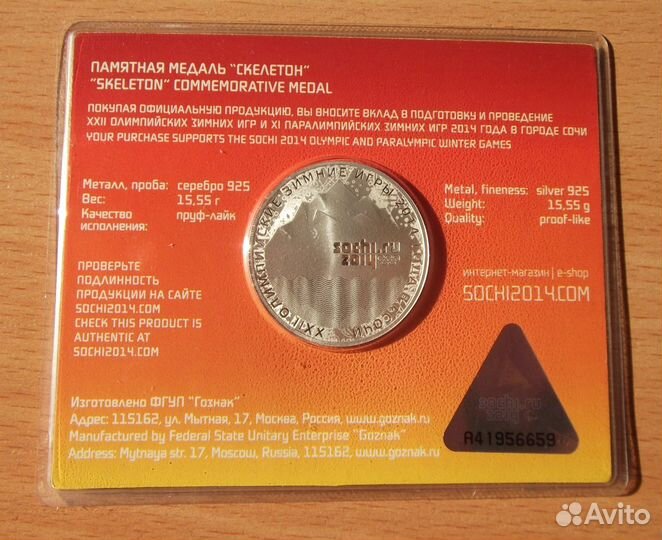 ПАМЯТНАЯ МЕДАЛЬ "СКЕЛЕТОН"
"SKELETON" COMMEMORATIVE MEDAL
ПОКУПАЯ ОФИЦИАЛЬНУЮ ПРОДУКЦИЮ, ВЫ ВНОСИТЕ ВКЛАД В ПОДГОТОВКУ И ПРОВЕДЕНИЕ
XXII ОЛИМПИЙСКИХ ЗИМНИХ ИГР И XI ПАРАЛИМПИЙСКИХ ЗИМНИХ ИГР 2014 ГОДА В ГОРОДЕ СОЧИ
YOUR PURCHASE SUPPORTS THE SOCHI 2014 OLYMPIC AND PARALYMPIC WINTER GAMES
Металл, проба: серебро 925
Вес: 15,55 г
Качество исполнения: пруф-лайк
Metal, fineness: silver 925
Weight: 15,55 g
Quality: proof-like
XXII ОЛИМПИЙСКИЕ ЗИМНИЕ ИГРЫ 2014
СОЧИ
sochi.ru
2014
ПРОВЕРЬТЕ
ПОДЛИННОСТЬ
ПРОДУКЦИИ НА САЙТЕ
SOCHI2014.COM
CHECK THIS PRODUCT IS
AUTHENTIC AT
SOCHI2014.COM
интернет-магазин | e-shop
SOCHI2014.COM
sochi.ru
2014
A41956659
Изготовлено ФГУП "Гознак"
Адрес: 115162, ул. Мытная, 17, Москва, Россия, www.goznak.ru
Manufactured by Federal State Unitary Enterprise "Goznak"
Address: Mytnaya str. 17, Moscow, Russia, 115162, www.goznak.ru
Avito